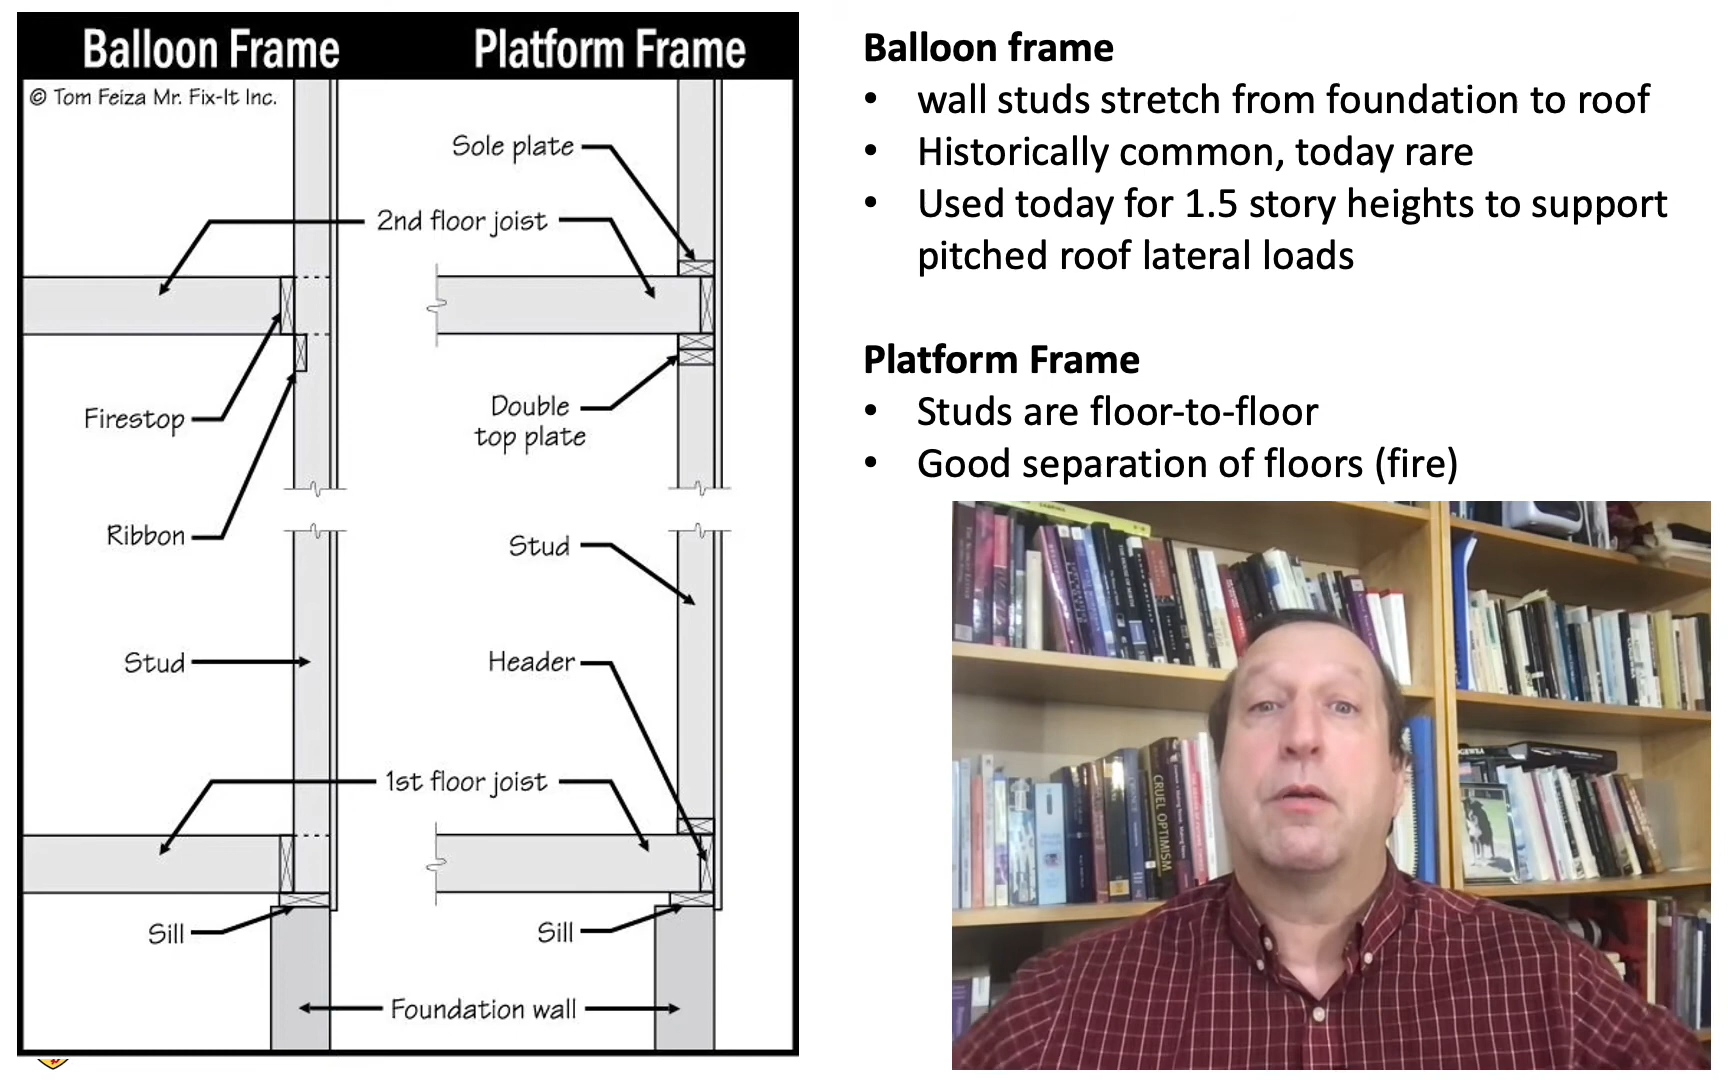 Balloon Frame
Platform Frame
© Tom Feiza Mr. Fix-It Inc.
Sole plate
2nd floor joist
Firestop
Double
top plate
Ribbon
Stud
Stud
Header
1st floor joist
Sill
Sill
Foundation wall
Balloon frame
• wall studs stretch from foundation to roof
• Historically common, today rare
• Used today for 1.5 story heights to support
pitched roof lateral loads
Platform Frame
• Studs are floor-to-floor
• Good separation of floors (fire)
CRUEL OPTIMISM